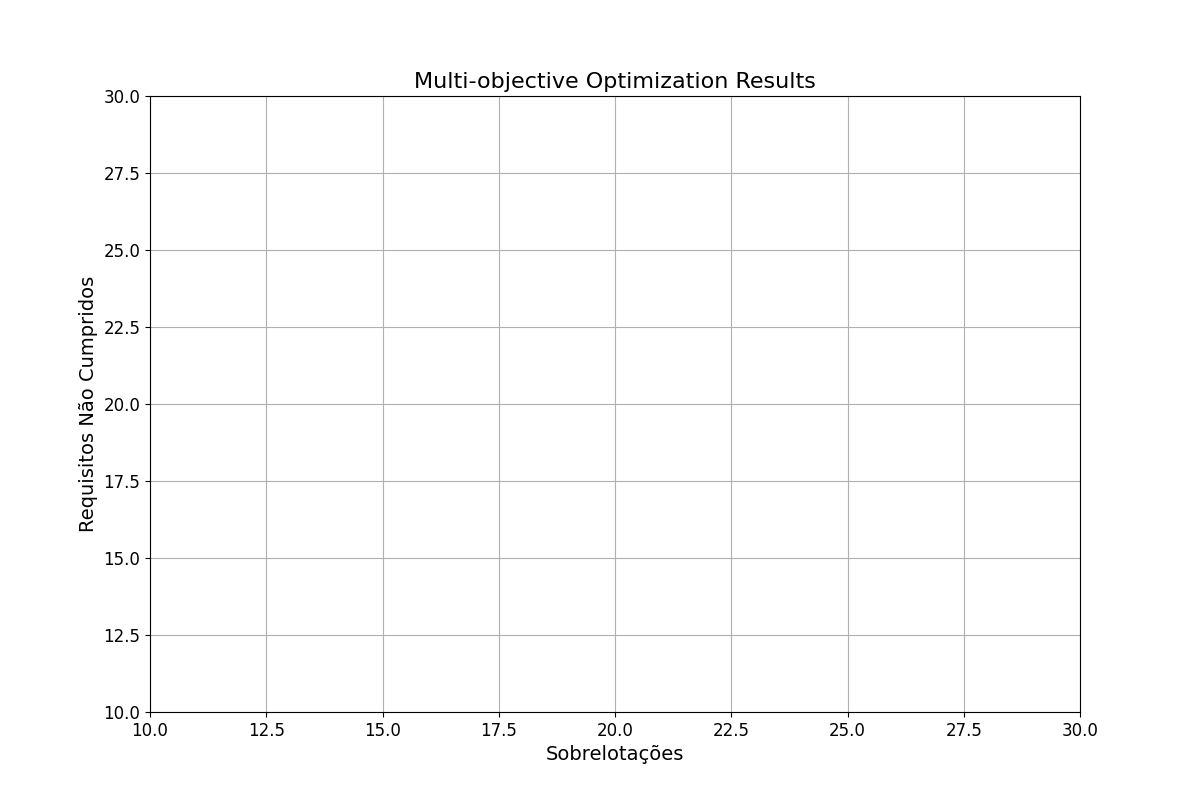 Multi-objective Optimization Results
30.0
27.5
25.0
22.5
20.0
17.5
15.0
12.5
10.0
Requisitos Não Cumpridos
10.0 12.5 15.0 17.5 20.0 22.5 25.0 27.5 30.0
Sobrelotações